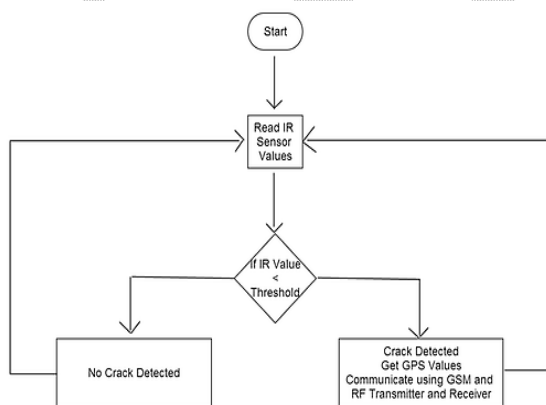 Start
Read IR
Sensor
Values
If IR Value
<
Threshold
No Crack Detected
Crack Detected
Get GPS Values
Communicate using GSM and
RF Transmitter and Receiver